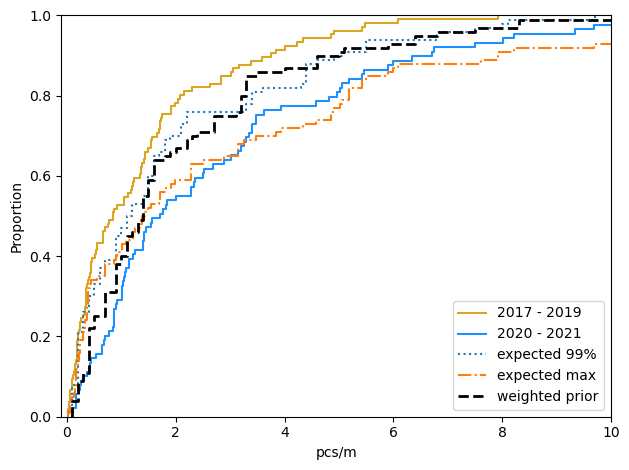 1.0
0.8
0.6
0.4
0.2
0.0
Proportion
0 2 4 6 8 10
pcs/m
2017 - 2019
2020 - 2021
expected 99%
expected max
weighted prior